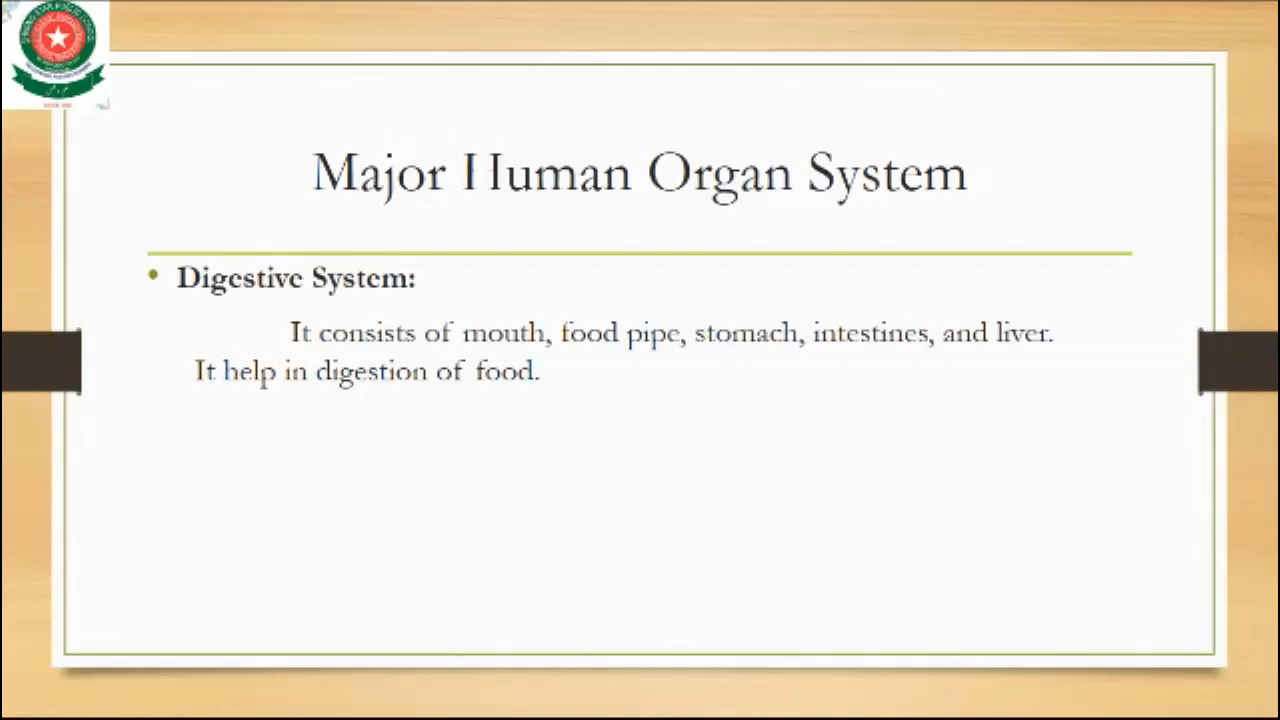 Major Human Organ System
• Digestive System:
It consists of mouth, food pipe, stomach, intestines, and liver.
It help in digestion of food.